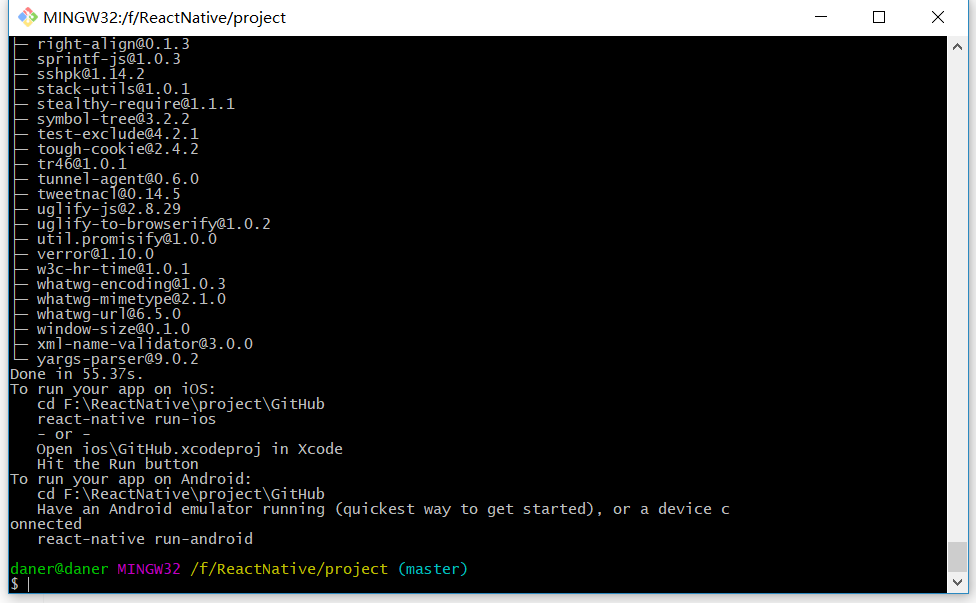 MINGW32:/f/ReactNative/project
├─ right-align@0.1.3
├─ sprintf-js@1.0.3
├─ sshpk@1.14.2
├─ stack-utils@1.0.1
├─ stealthy-require@1.1.1
├─ symbol-tree@3.2.2
├─ test-exclude@4.2.1
├─ tough-cookie@2.4.2
├─ tr46@1.0.1
├─ tunnel-agent@0.6.0
├─ tweetnacl@0.14.5
├─ uglify-js@2.8.29
├─ uglify-to-browserify@1.0.2
├─ util.promisify@1.0.0
├─ verror@1.10.0
├─ w3c-hr-time@1.0.1
├─ whatwg-encoding@1.0.3
├─ whatwg-mimetype@2.1.0
├─ whatwg-url@6.5.0
├─ window-size@0.1.0
├─ xml-name-validator@3.0.0
└─ yargs-parser@9.0.2
Done in 55.37s.
To run your app on iOS:
   cd F:\ReactNative\project\GitHub
   react-native run-ios
   - or -
   Open ios\GitHub.xcodeproj in Xcode
   Hit the Run button
To run your app on Android:
   cd F:\ReactNative\project\GitHub
   Have an Android emulator running (quickest way to get started), or a device c
onnected
   react-native run-android
daner@daner MINGW32 /f/ReactNative/project (master)
$